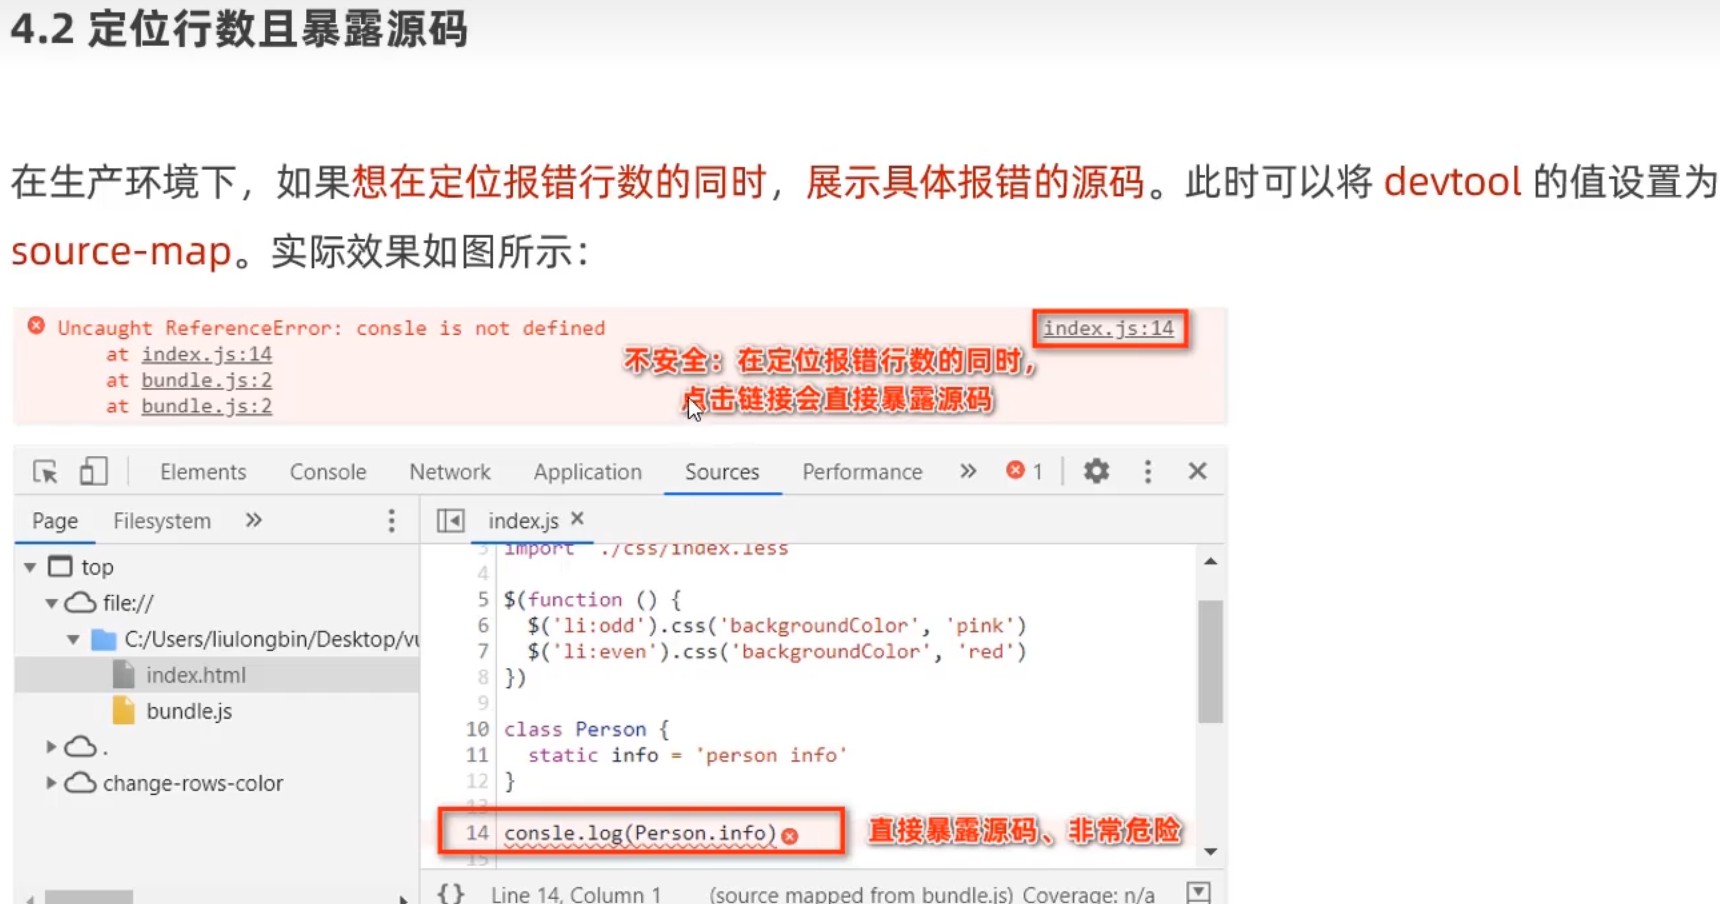 4.2 定位行数且暴露源码
在生产环境下，如果想在定位报错行数的同时，展示具体报错的源码。此时可以将 devtool 的值设置为
source-map。实际效果如图所示：
Uncaught ReferenceError: consle is not defined
index.js:14
at index.js:14
at bundle.js:2
at bundle.js:2
不安全：在定位报错行数的同时，
点击链接会直接暴露源码
Elements Console Network Application Sources Performance » 1
Page Filesystem »
index.js ×
top
file://
C:/Users/liulongbin/Desktop/vu
index.html
bundle.js
.
change-rows-color
3 import './css/index.less
4
5 $(function () {
6 $('li:odd').css('backgroundColor', 'pink')
7 $('li:even').css('backgroundColor', 'red')
8 })
9
10 class Person {
11 static info = 'person info'
12 }
13
14 consle.log(Person.info)
直接暴露源码、非常危险
15
{} Line 14, Column 1 (source mapped from bundle.js) Coverage: n/a